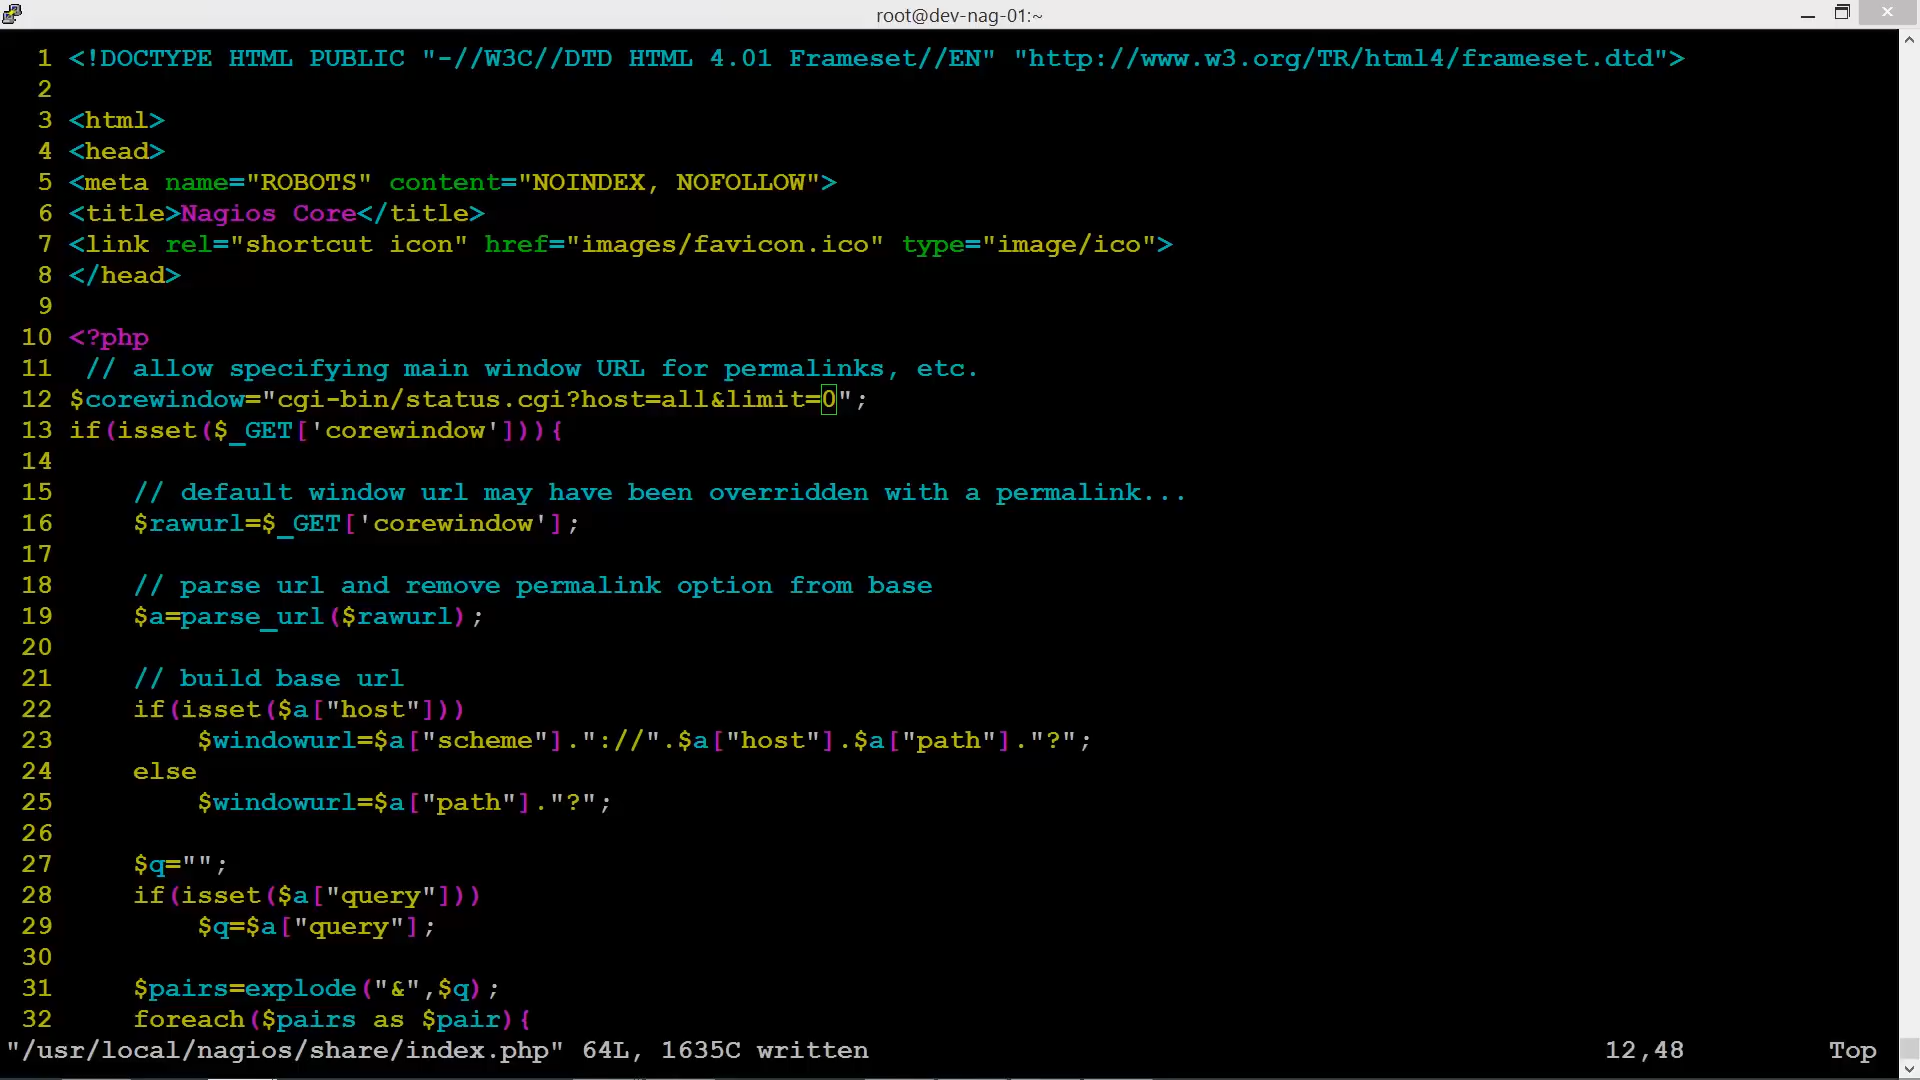 root@dev-nag-01:~
1 <!DOCTYPE HTML PUBLIC "-//W3C//DTD HTML 4.01 Frameset//EN" "http://www.w3.org/TR/html4/frameset.dtd">
2
3 <html>
4 <head>
5 <meta name="ROBOTS" content="NOINDEX, NOFOLLOW">
6 <title>Nagios Core</title>
7 <link rel="shortcut icon" href="images/favicon.ico" type="image/ico">
8 </head>
9
10 <?php
11  // allow specifying main window URL for permalinks, etc.
12 $corewindow="cgi-bin/status.cgi?host=all&limit=0";
13 if(isset($_GET['corewindow'])){
14
15     // default window url may have been overridden with a permalink...
16     $rawurl=$_GET['corewindow'];
17
18     // parse url and remove permalink option from base
19     $a=parse_url($rawurl);
20
21     // build base url
22     if(isset($a["host"]))
23         $windowurl=$a["scheme"]."://".$a["host"].$a["path"]."?";
24     else
25         $windowurl=$a["path"]."?";
26
27     $q="";
28     if(isset($a["query"]))
29         $q=$a["query"];
30
31     $pairs=explode("&",$q);
32     foreach($pairs as $pair){
"/usr/local/nagios/share/index.php" 64L, 1635C written 12,48 Top